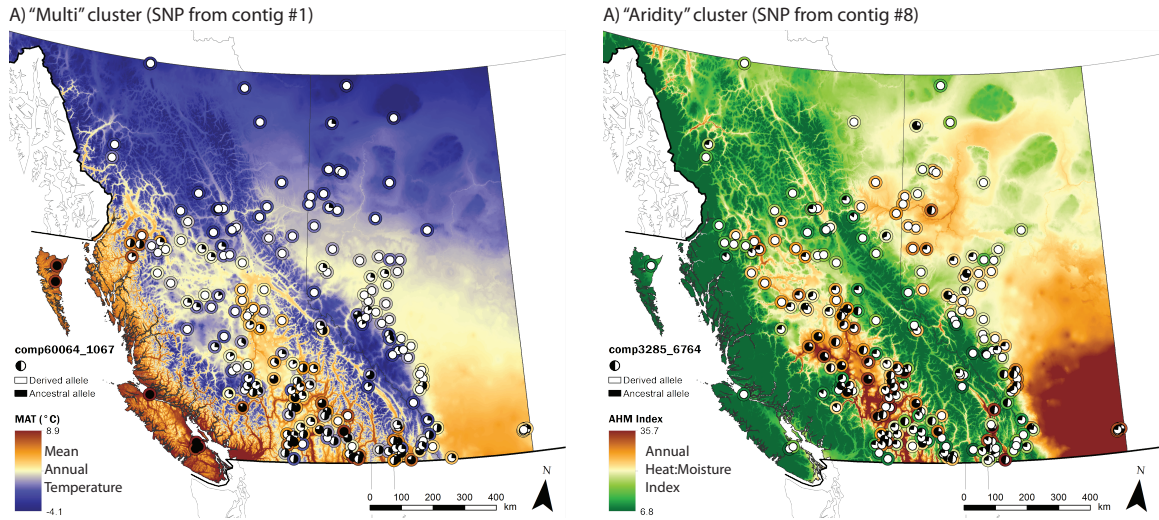 A) “Multi” cluster (SNP from contig #1)
comp60064_1067
Derived allele
Ancestral allele
MAT (°C)
8.9
Mean
Annual
Temperature
-4.1
0 100 200 300 400
km
N
A) “Aridity” cluster (SNP from contig #8)
comp3285_6764
Derived allele
Ancestral allele
AHM Index
35.7
Annual
Heat:Moisture
Index
6.8
0 100 200 300 400
km
N